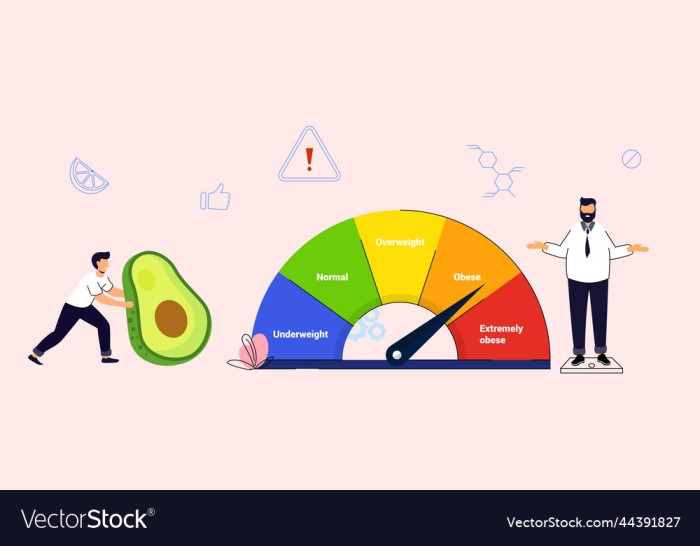 !
Overweight
Normal
Obese
Underweight
Extremely
obese
VectorStock®
VectorStock.com/44391827